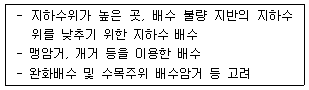 - 지하수위가 높은 곳, 배수 불량 지반의 지하수
위를 낮추기 위한 지하수 배수
- 맹암거, 개거 등을 이용한 배수
- 완화배수 및 수목주위 배수암거 등 고려